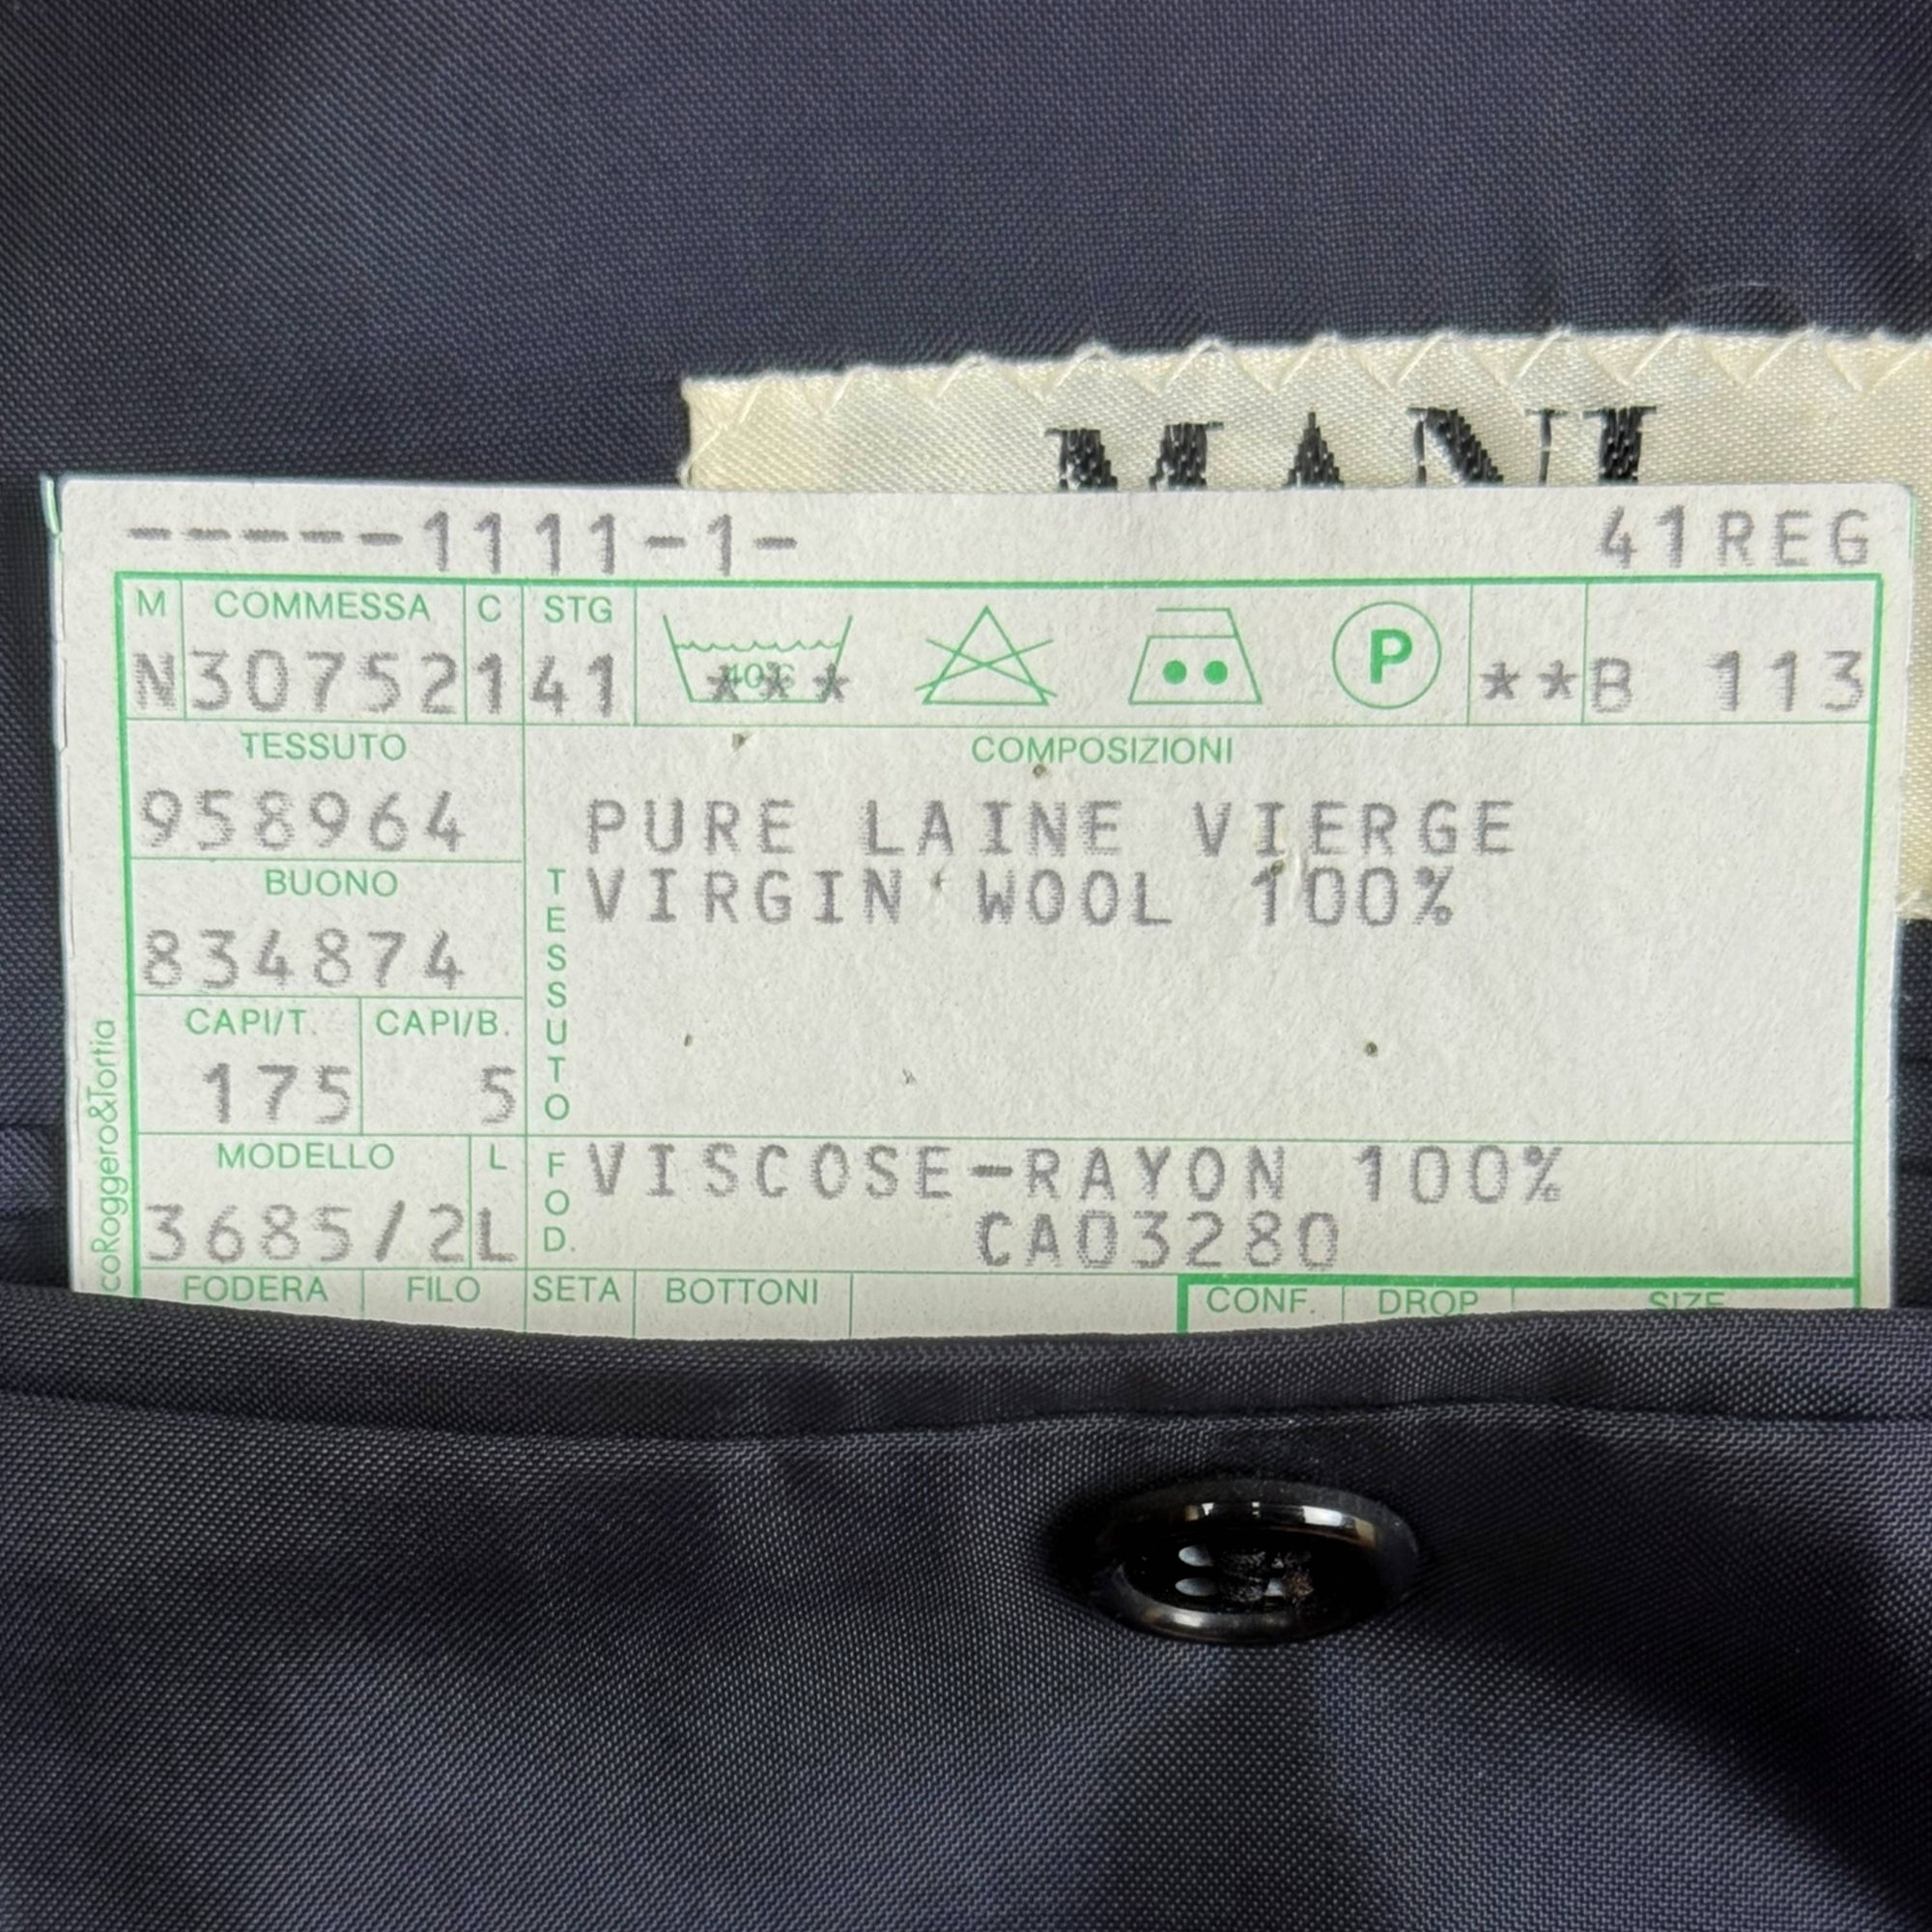 MANI
-----1111-1- 41REG
M COMMESSA C STG
N 30752 1 41 40°C *** P ** B 113
TESSUTO COMPOSIZIONI
958964 PURE LAINE VIERGE
BUONO VIRGIN WOOL 100%
834874 TESSUTO
CAPI/T. CAPI/B.
175 5
MODELLO L FOD. VISCOSE-RAYON 100%
3685/2 L CA03280
FODERA FILO SETA BOTTONI CONF. DROP SIZE
coRoggero&Tortia